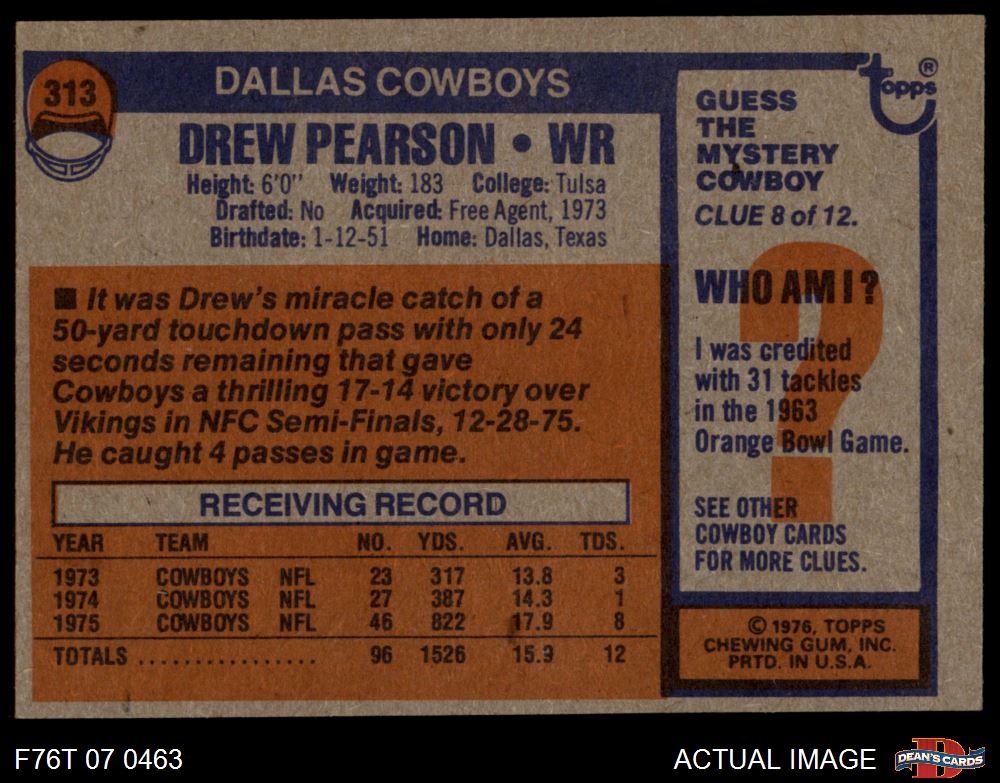 313
DALLAS COWBOYS
DREW PEARSON • WR
Height: 6'0'' Weight: 183 College: Tulsa
Drafted: No Acquired: Free Agent, 1973
Birthdate: 1-12-51 Home: Dallas, Texas
■ It was Drew's miracle catch of a
50-yard touchdown pass with only 24
seconds remaining that gave
Cowboys a thrilling 17-14 victory over
Vikings in NFC Semi-Finals, 12-28-75.
He caught 4 passes in game.
RECEIVING RECORD
YEAR TEAM NO. YDS. AVG. TDS.
1973 COWBOYS NFL 23 317 13.8 3
1974 COWBOYS NFL 27 387 14.3 1
1975 COWBOYS NFL 46 822 17.9 8
TOTALS ................ 96 1526 15.9 12
topps®
GUESS
THE
MYSTERY
COWBOY
CLUE 8 of 12.
?
WHO AM I?
I was credited
with 31 tackles
in the 1963
Orange Bowl Game.
SEE OTHER
COWBOY CARDS
FOR MORE CLUES.
© 1976, TOPPS
CHEWING GUM, INC.
PRTD. IN U.S.A.
F76T 07 0463
ACTUAL IMAGE
D
DEAN'S CARDS